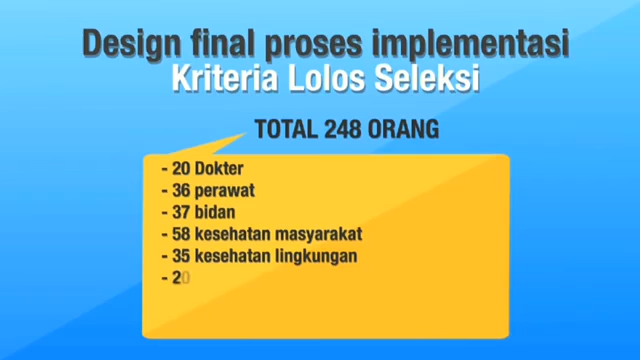 Design final proses implementasi
Kriteria Lolos Seleksi
TOTAL 248 ORANG
- 20 Dokter
- 36 perawat
- 37 bidan
- 58 kesehatan masyarakat
- 35 kesehatan lingkungan
- 20